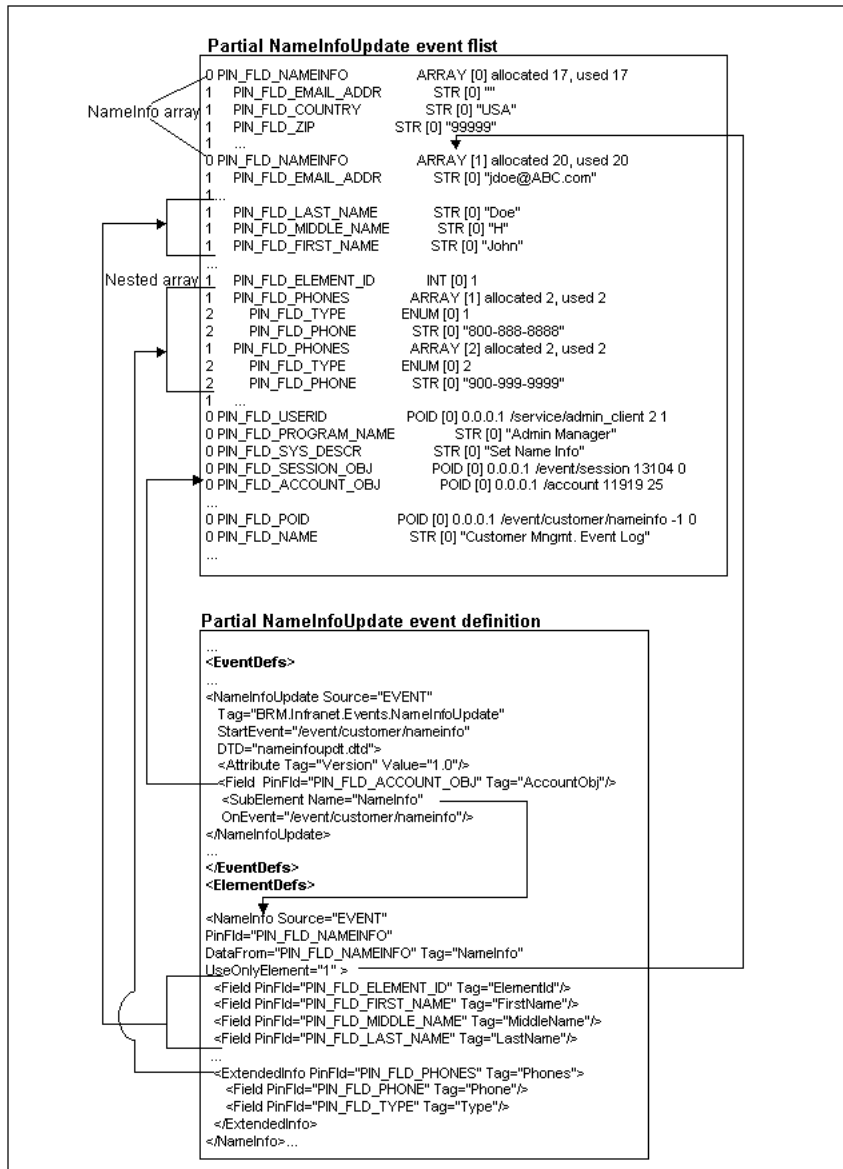 Partial NameInfoUpdate event flist
0 PIN_FLD_NAMEINFO ARRAY [0] allocated 17, used 17
1 PIN_FLD_EMAIL_ADDR STR [0] ""
NameInfo array 1 PIN_FLD_COUNTRY STR [0] "USA"
1 PIN_FLD_ZIP STR [0] "99999"
1 ...
0 PIN_FLD_NAMEINFO ARRAY [1] allocated 20, used 20
1 PIN_FLD_EMAIL_ADDR STR [0] "jdoe@ABC.com"
1...
1 PIN_FLD_LAST_NAME STR [0] "Doe"
1 PIN_FLD_MIDDLE_NAME STR [0] "H"
1 PIN_FLD_FIRST_NAME STR [0] "John"
...
Nested array 1 PIN_FLD_ELEMENT_ID INT [0] 1
1 PIN_FLD_PHONES ARRAY [1] allocated 2, used 2
2 PIN_FLD_TYPE ENUM [0] 1
2 PIN_FLD_PHONE STR [0] "800-888-8888"
1 PIN_FLD_PHONES ARRAY [2] allocated 2, used 2
2 PIN_FLD_TYPE ENUM [0] 2
2 PIN_FLD_PHONE STR [0] "900-999-9999"
1 ...
0 PIN_FLD_USERID POID [0] 0.0.0.1 /service/admin_client 2 1
0 PIN_FLD_PROGRAM_NAME STR [0] "Admin Manager"
0 PIN_FLD_SYS_DESCR STR [0] "Set Name Info"
0 PIN_FLD_SESSION_OBJ POID [0] 0.0.0.1 /event/session 13104 0
0 PIN_FLD_ACCOUNT_OBJ POID [0] 0.0.0.1 /account 11919 25
...
0 PIN_FLD_POID POID [0] 0.0.0.1 /event/customer/nameinfo -1 0
0 PIN_FLD_NAME STR [0] "Customer Mngmt. Event Log"
...
Partial NameInfoUpdate event definition
...
<EventDefs>
...
<NameInfoUpdate Source="EVENT"
Tag="BRM.Infranet.Events.NameInfoUpdate"
StartEvent="/event/customer/nameinfo"
DTD="nameinfoupdt.dtd">
<Attribute Tag="Version" Value="1.0"/>
<Field PinFld="PIN_FLD_ACCOUNT_OBJ" Tag="AccountObj"/>
<SubElement Name="NameInfo"
OnEvent="/event/customer/nameinfo"/>
</NameInfoUpdate>
...
</EventDefs>
<ElementDefs>
<NameInfo Source="EVENT"
PinFld="PIN_FLD_NAMEINFO"
DataFrom="PIN_FLD_NAMEINFO" Tag="NameInfo"
UseOnlyElement="1" >
<Field PinFld="PIN_FLD_ELEMENT_ID" Tag="ElementId"/>
<Field PinFld="PIN_FLD_FIRST_NAME" Tag="FirstName"/>
<Field PinFld="PIN_FLD_MIDDLE_NAME" Tag="MiddleName"/>
<Field PinFld="PIN_FLD_LAST_NAME" Tag="LastName"/>
...
<ExtendedInfo PinFld="PIN_FLD_PHONES" Tag="Phones">
<Field PinFld="PIN_FLD_PHONE" Tag="Phone"/>
<Field PinFld="PIN_FLD_TYPE" Tag="Type"/>
</ExtendedInfo>
</NameInfo>...